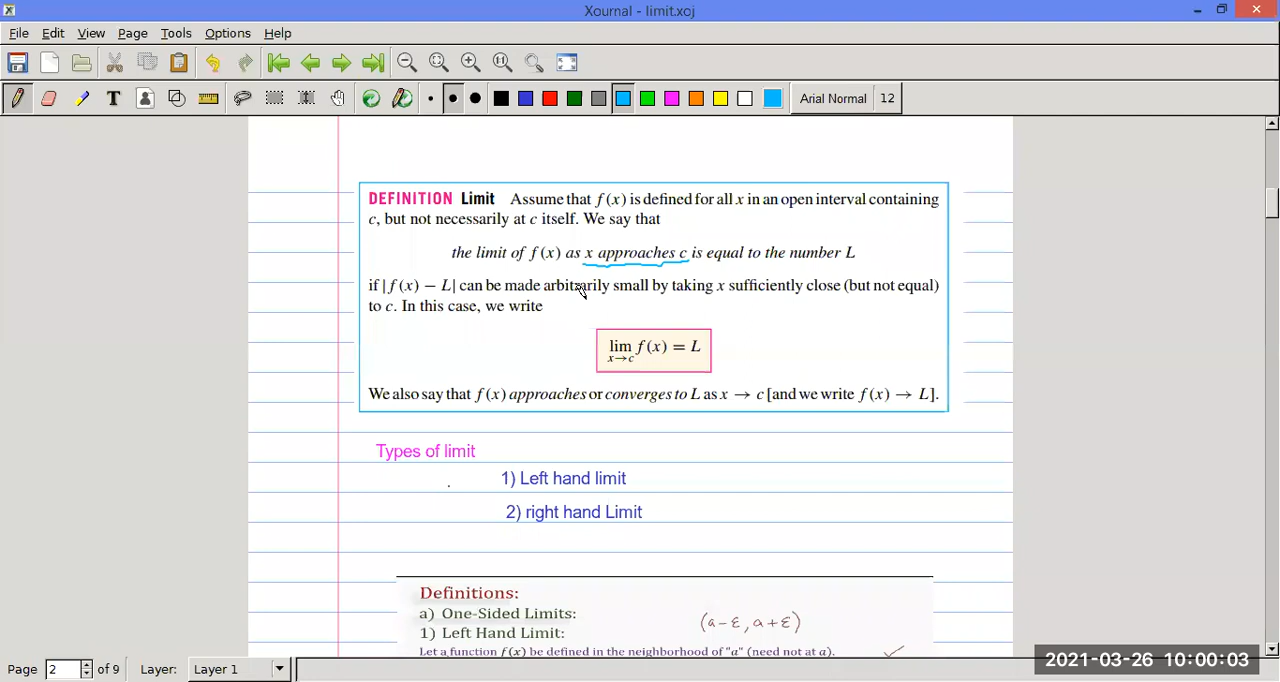 Xournal - limit.xoj
File Edit View Page Tools Options Help
Arial Normal 12
DEFINITION Limit Assume that f(x) is defined for all x in an open interval containing
c, but not necessarily at c itself. We say that
the limit of f(x) as x approaches c is equal to the number L
if |f(x) − L| can be made arbitrarily small by taking x sufficiently close (but not equal)
to c. In this case, we write
lim f(x) = L
x→c
We also say that f(x) approaches or converges to L as x → c [and we write f(x) → L].
Types of limit
1) Left hand limit
2) right hand Limit
Definitions:
a) One-Sided Limits:
1) Left Hand Limit:
(a-ε, a+ε)
Let a function f(x) be defined in the neighborhood of "a" (need not at a).
Page 2 of 9 Layer: Layer 1
2021-03-26 10:00:03